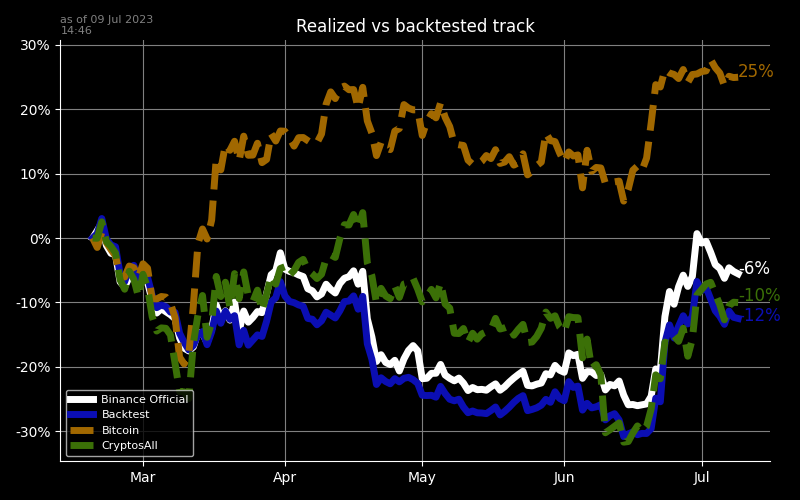 as of 09 Jul 2023
14:46
Realized vs backtested track
30%
20%
10%
0%
-10%
-20%
-30%
25%
-6%
-10%
-12%
Binance Official
Backtest
Bitcoin
CryptosAll
Mar
Apr
May
Jun
Jul